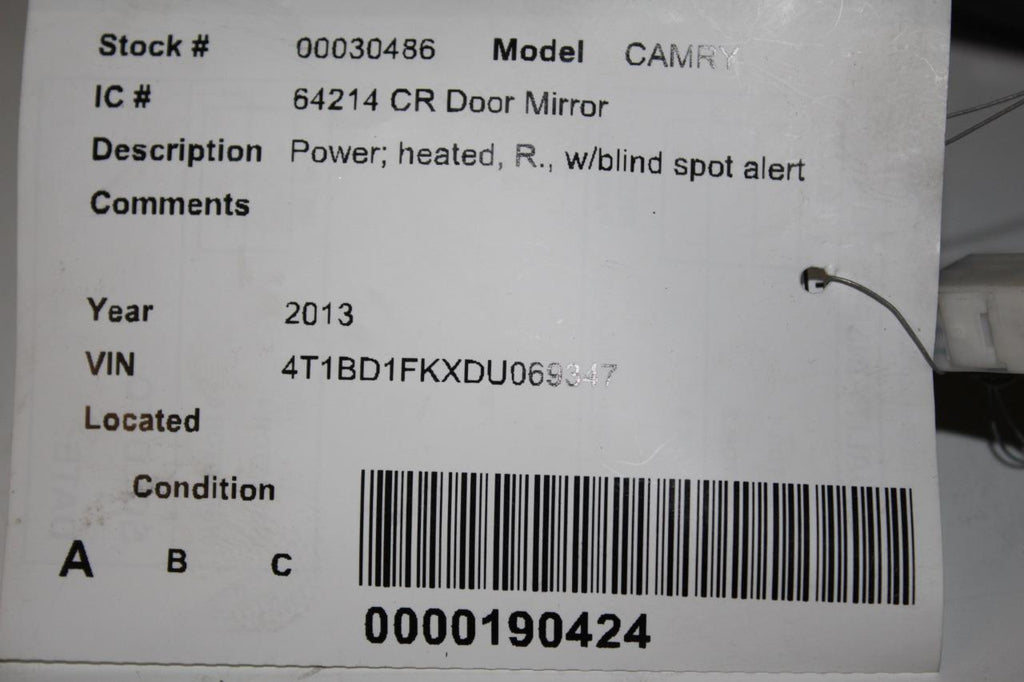 Stock # 00030486 Model CAMRY
IC # 64214 CR Door Mirror
Description Power; heated, R., w/blind spot alert
Comments
Year 2013
VIN 4T1BD1FKXDU069347
Located
Condition
A B C
0000190424